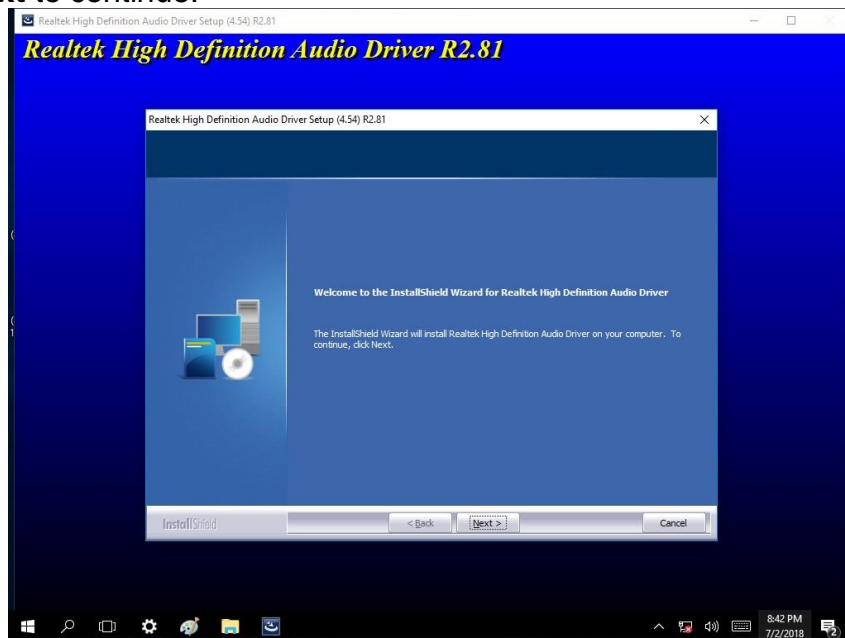 to continue.
Realtek High Definition Audio Driver Setup (4.54) R2.81
Realtek High Definition Audio Driver R2.81
Realtek High Definition Audio Driver Setup (4.54) R2.81
Welcome to the InstallShield Wizard for Realtek High Definition Audio Driver
The InstallShield Wizard will install Realtek High Definition Audio Driver on your computer. To
continue, click Next.
InstallShield
< Back
Next >
Cancel
8:42 PM
7/2/2018
2